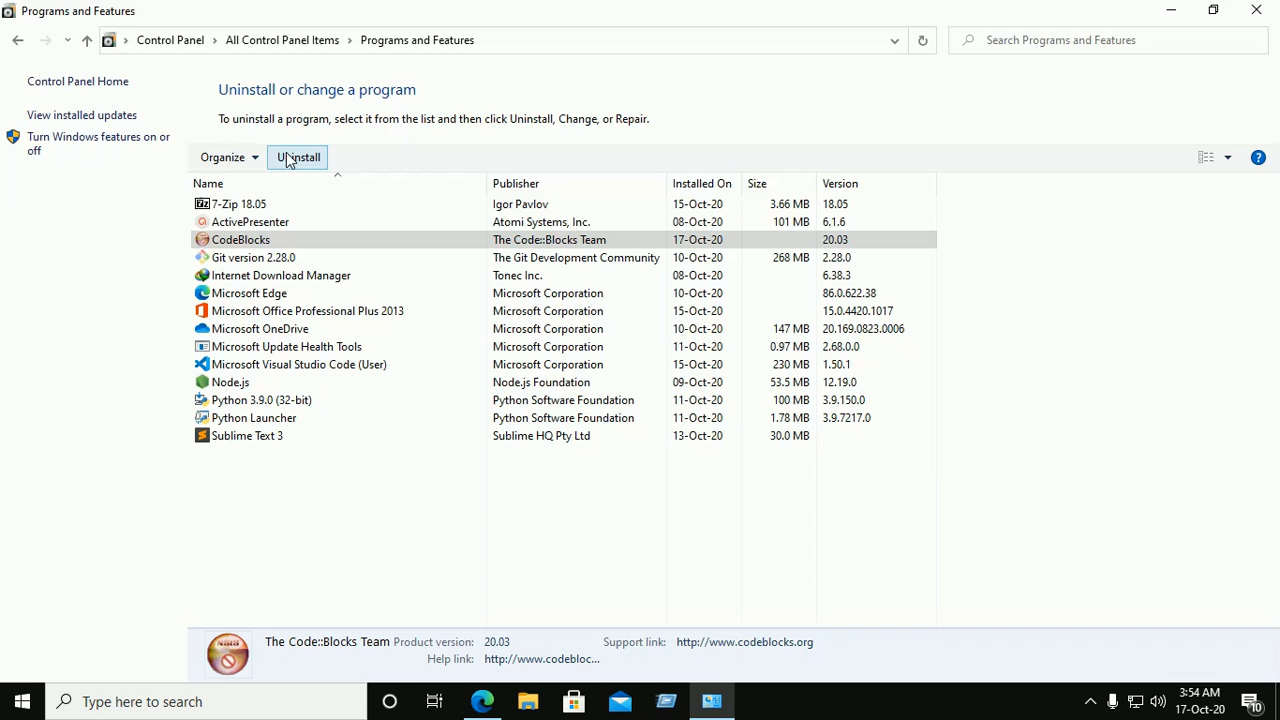 Programs and Features
Control Panel > All Control Panel Items > Programs and Features
Search Programs and Features
Control Panel Home
View installed updates
Turn Windows features on or
off
Uninstall or change a program
To uninstall a program, select it from the list and then click Uninstall, Change, or Repair.
Organize Uninstall
Name Publisher Installed On Size Version
7-Zip 18.05 Igor Pavlov 15-Oct-20 3.66 MB 18.05
ActivePresenter Atomi Systems, Inc. 08-Oct-20 101 MB 6.1.6
CodeBlocks The Code::Blocks Team 17-Oct-20 20.03
Git version 2.28.0 The Git Development Community 10-Oct-20 268 MB 2.28.0
Internet Download Manager Tonec Inc. 08-Oct-20 6.38.3
Microsoft Edge Microsoft Corporation 10-Oct-20 86.0.622.38
Microsoft Office Professional Plus 2013 Microsoft Corporation 15-Oct-20 15.0.4420.1017
Microsoft OneDrive Microsoft Corporation 10-Oct-20 147 MB 20.169.0823.0006
Microsoft Update Health Tools Microsoft Corporation 11-Oct-20 0.97 MB 2.68.0.0
Microsoft Visual Studio Code (User) Microsoft Corporation 15-Oct-20 230 MB 1.50.1
Node.js Node.js Foundation 09-Oct-20 53.5 MB 12.19.0
Python 3.9.0 (32-bit) Python Software Foundation 11-Oct-20 100 MB 3.9.150.0
Python Launcher Python Software Foundation 11-Oct-20 1.78 MB 3.9.7217.0
Sublime Text 3 Sublime HQ Pty Ltd 13-Oct-20 30.0 MB
The Code::Blocks Team Product version: 20.03 Support link: http://www.codeblocks.org
Help link: http://www.codebloc...
Type here to search
3:54 AM
17-Oct-20
10